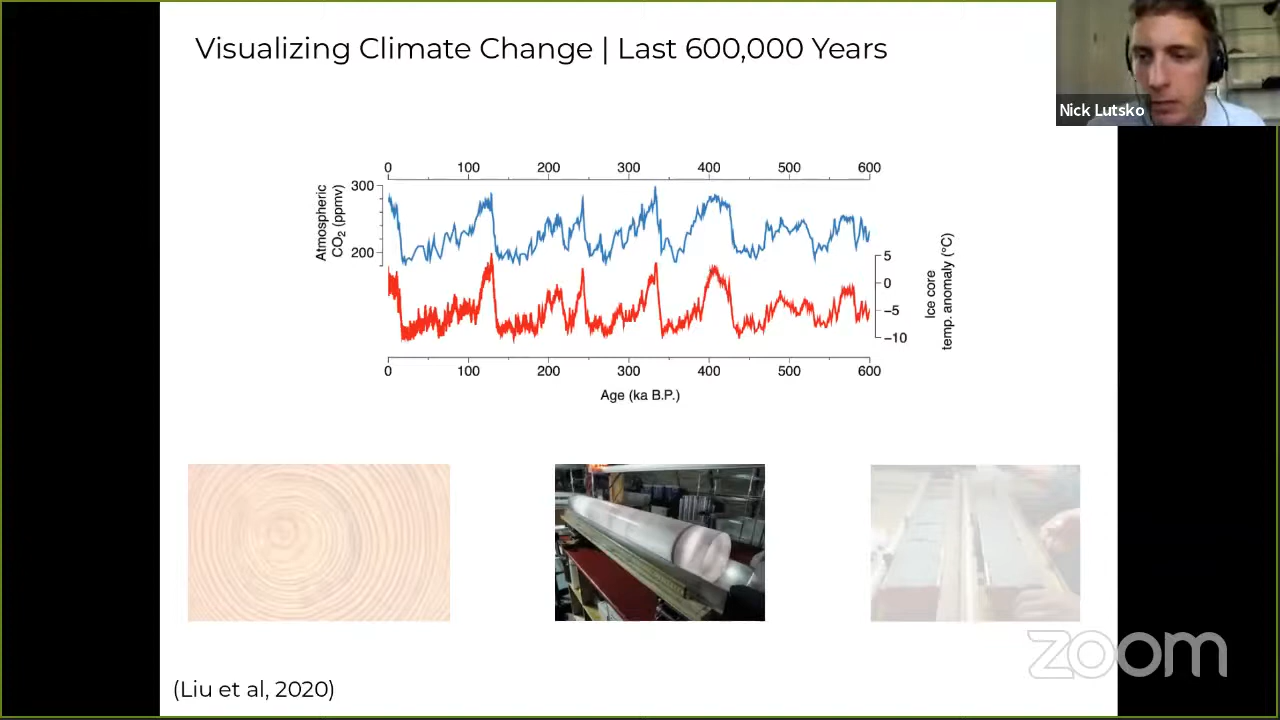 Visualizing Climate Change | Last 600,000 Years
Nick Lutsko
0 100 200 300 400 500 600
Atmospheric
CO2 (ppmv)
300
200
5
0
−5
−10
Ice core
temp. anomaly (°C)
0 100 200 300 400 500 600
Age (ka B.P.)
zoom
(Liu et al, 2020)